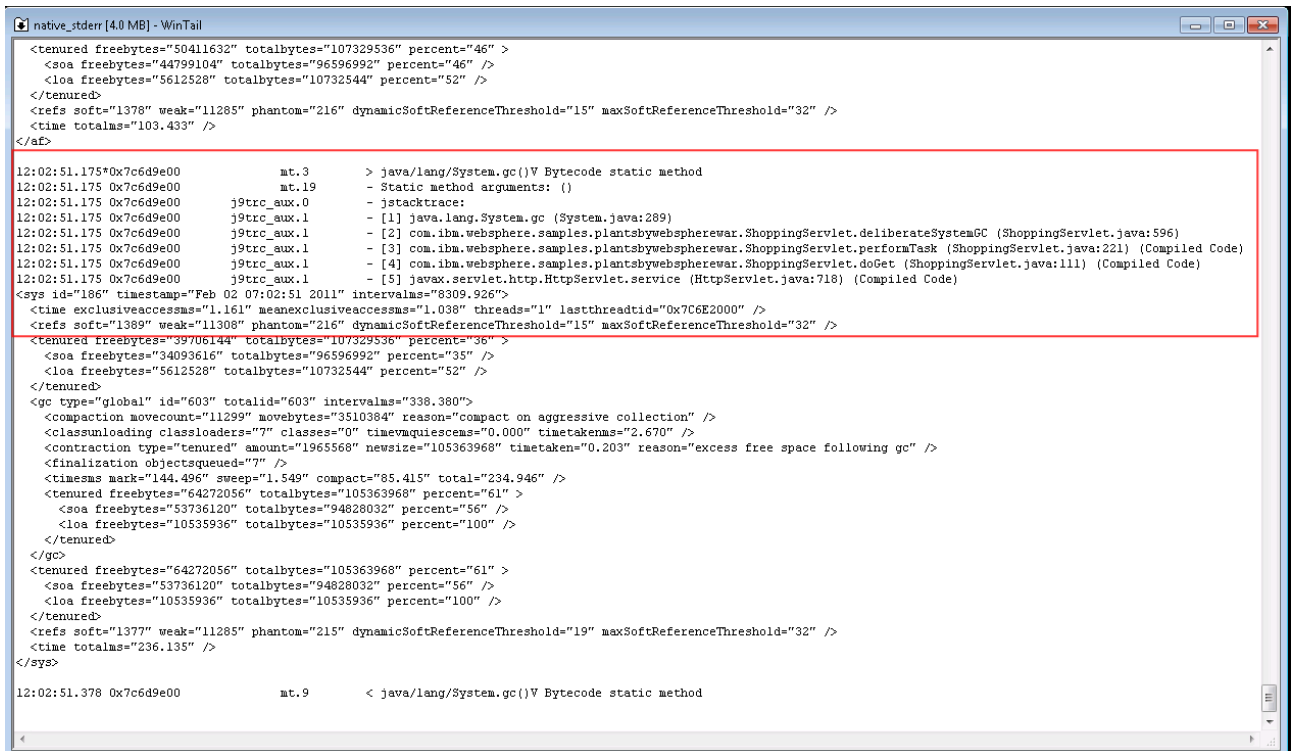 native_stderr [4.0 MB] - WinTail
<tenured freebytes="50411632" totalbytes="107329536" percent="46" >
<soa freebytes="44799104" totalbytes="96596992" percent="46" />
<loa freebytes="5612528" totalbytes="10732544" percent="52" />
</tenured>
<refs soft="1378" weak="11285" phantom="216" dynamicSoftReferenceThreshold="15" maxSoftReferenceThreshold="32" />
<time totalms="103.433" />
</af>
12:02:51.175*0x7c6d9e00 mt.3 > java/lang/System.gc()V Bytecode static method
12:02:51.175 0x7c6d9e00 mt.19 - Static method arguments: ()
12:02:51.175 0x7c6d9e00 j9trc_aux.0 - jstacktrace:
12:02:51.175 0x7c6d9e00 j9trc_aux.1 - [1] java.lang.System.gc (System.java:289)
12:02:51.175 0x7c6d9e00 j9trc_aux.1 - [2] com.ibm.websphere.samples.plantsbywebspherewar.ShoppingServlet.deliberateSystemGC (ShoppingServlet.java:596)
12:02:51.175 0x7c6d9e00 j9trc_aux.1 - [3] com.ibm.websphere.samples.plantsbywebspherewar.ShoppingServlet.performTask (ShoppingServlet.java:221) (Compiled Code)
12:02:51.175 0x7c6d9e00 j9trc_aux.1 - [4] com.ibm.websphere.samples.plantsbywebspherewar.ShoppingServlet.doGet (ShoppingServlet.java:111) (Compiled Code)
12:02:51.175 0x7c6d9e00 j9trc_aux.1 - [5] javax.servlet.http.HttpServlet.service (HttpServlet.java:718) (Compiled Code)
<sys id="186" timestamp="Feb 02 07:02:51 2011" intervalms="8309.926">
<time exclusiveaccessms="1.161" meanexclusiveaccessms="1.038" threads="1" lastthreadtid="0x7C6E2000" />
<refs soft="1389" weak="11308" phantom="216" dynamicSoftReferenceThreshold="15" maxSoftReferenceThreshold="32" />
<tenured freebytes="39706144" totalbytes="107329536" percent="36" >
<soa freebytes="34093616" totalbytes="96596992" percent="35" />
<loa freebytes="5612528" totalbytes="10732544" percent="52" />
</tenured>
<gc type="global" id="603" totalid="603" intervalms="338.380">
<compaction movecount="11299" movebytes="3510384" reason="compact on aggressive collection" />
<classunloading classloaders="7" classes="0" timevmquiescems="0.000" timetakenms="2.670" />
<contraction type="tenured" amount="1965568" newsize="105363968" timetaken="0.203" reason="excess free space following gc" />
<finalization objectsqueued="7" />
<timesms mark="144.496" sweep="1.549" compact="85.415" total="234.946" />
<tenured freebytes="64272056" totalbytes="105363968" percent="61" >
<soa freebytes="53736120" totalbytes="94828032" percent="56" />
<loa freebytes="10535936" totalbytes="10535936" percent="100" />
</tenured>
</gc>
<tenured freebytes="64272056" totalbytes="105363968" percent="61" >
<soa freebytes="53736120" totalbytes="94828032" percent="56" />
<loa freebytes="10535936" totalbytes="10535936" percent="100" />
</tenured>
<refs soft="1377" weak="11285" phantom="215" dynamicSoftReferenceThreshold="19" maxSoftReferenceThreshold="32" />
<time totalms="236.135" />
</sys>
12:02:51.378 0x7c6d9e00 mt.9 < java/lang/System.gc()V Bytecode static method